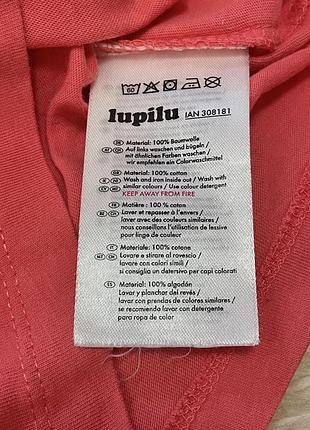 60
lupilu IAN 308181
Material: 100% Baumwolle
Auf links waschen und bügeln /
mit ähnlichen Farben waschen /
wir empfehlen ein Colorwaschmittel
Material: 100% cotton
Wash and iron inside out / Wash with
similar colours / Use colour detergent
KEEP AWAY FROM FIRE
Matière : 100% coton
Laver et repasser à l'envers /
laver avec des couleurs similaires /
nous conseillons l'utilisation de lessive
pour linge de couleur
Materiale: 100% cotone
Lavare e stirare al rovescio /
lavare con colori simili /
si consiglia un detersivo per capi colorati
ES Material: 100% algodón
Lavar y planchar del revés /
lavar con prendas de colores similares /
se recomienda usar detergente
para ropa de color